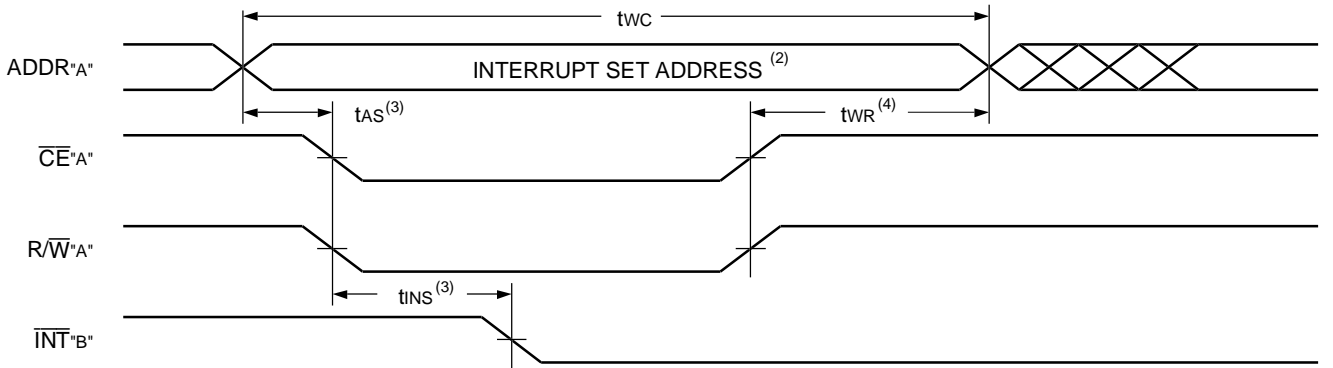 tWC
ADDR"A"
INTERRUPT SET ADDRESS (2)
tAS(3)
tWR(4)
CE"A"
R/W"A"
tINS(3)
INT"B"